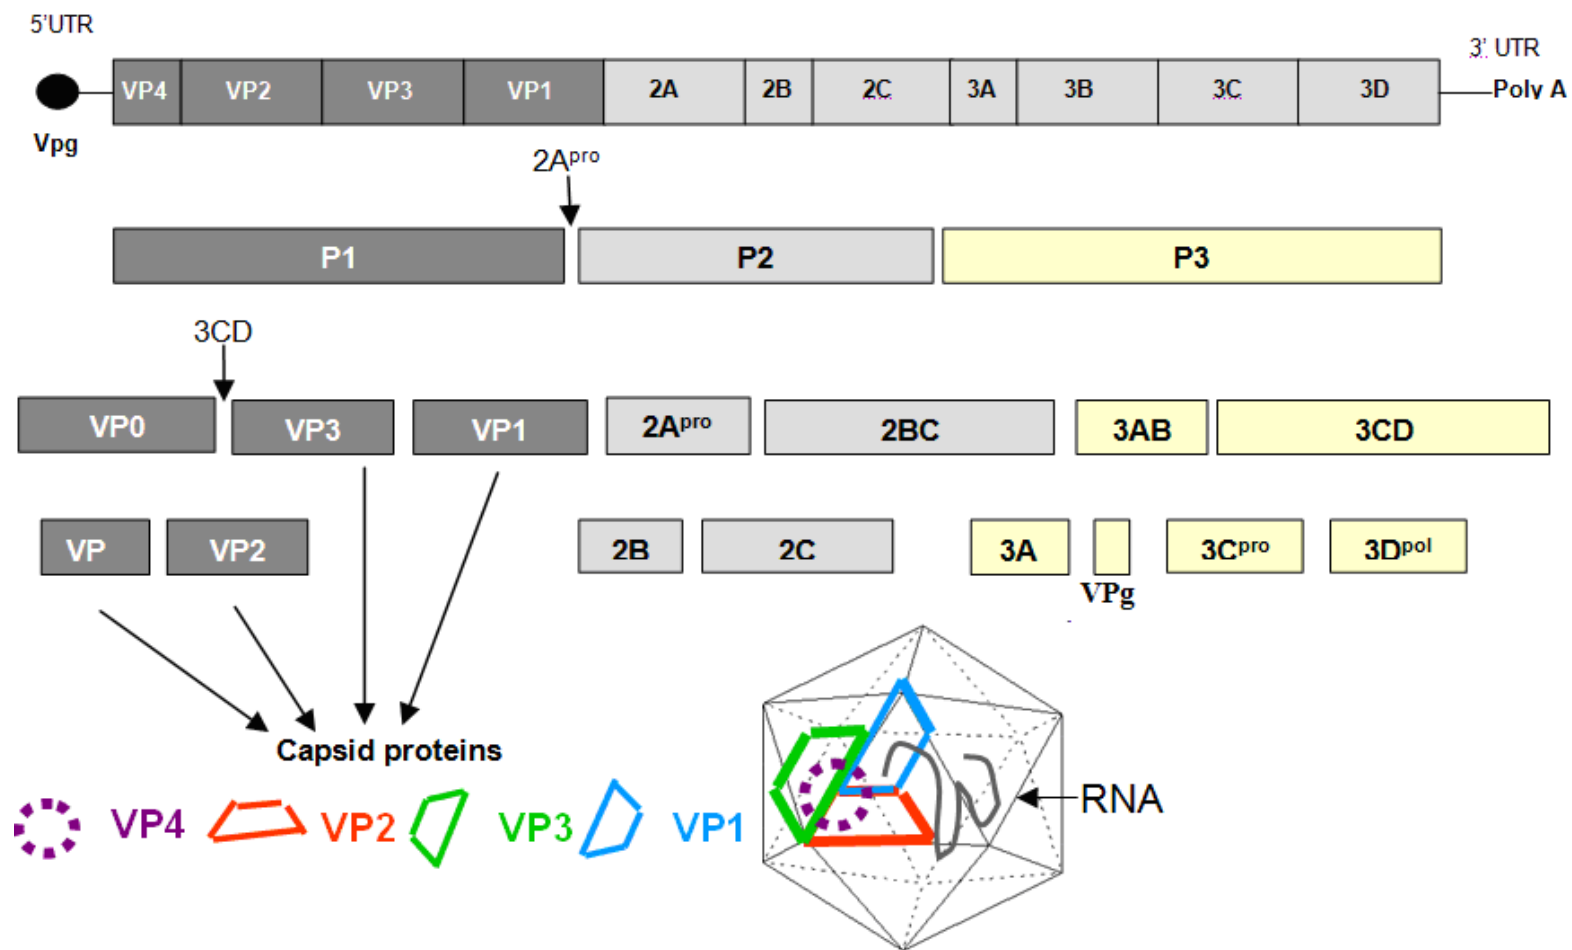 5'UTR
3' UTR
VP4 VP2 VP3 VP1 2A 2B 2C 3A 3B 3C 3D
Poly A
Vpg
2Apro
P1 P2 P3
3CD
VP0 VP3 VP1 2Apro 2BC 3AB 3CD
VP VP2 2B 2C 3A 3Cpro 3Dpol
VPg
Capsid proteins
RNA
VP4 VP2 VP3 VP1